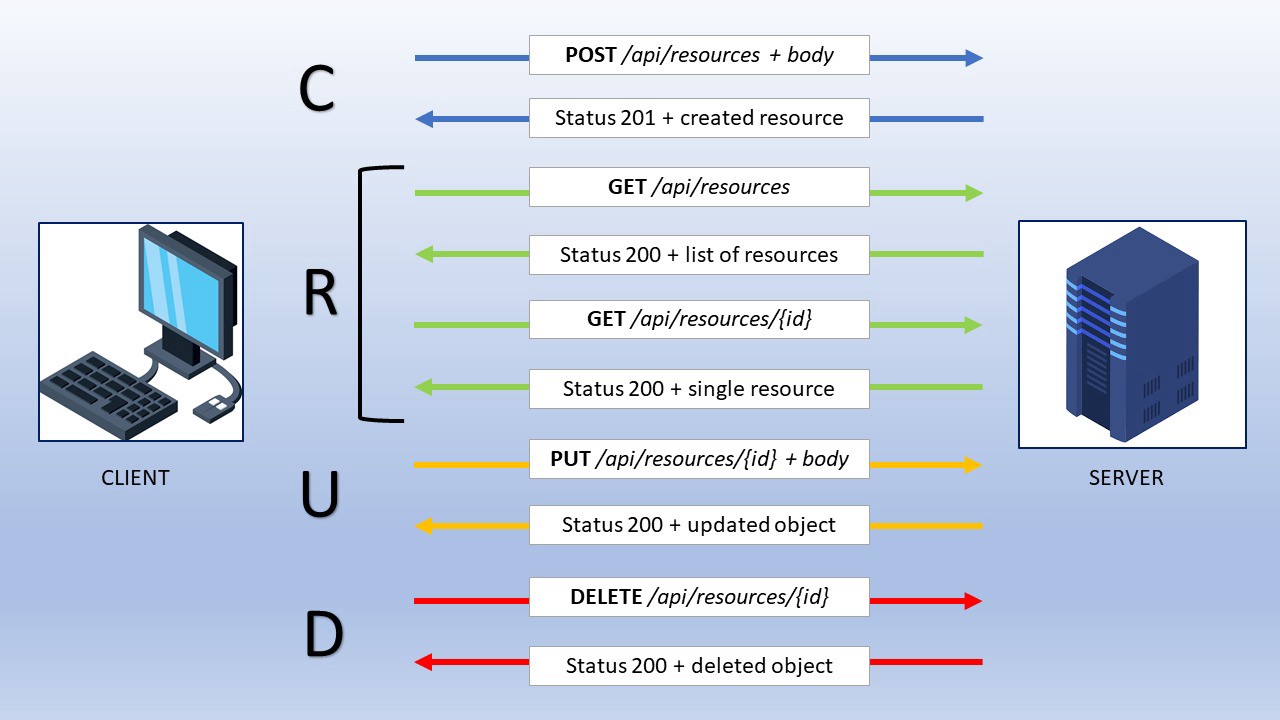 C
POST /api/resources + body
Status 201 + created resource
R
GET /api/resources
Status 200 + list of resources
GET /api/resources/{id}
Status 200 + single resource
CLIENT
SERVER
U
PUT /api/resources/{id} + body
Status 200 + updated object
D
DELETE /api/resources/{id}
Status 200 + deleted object